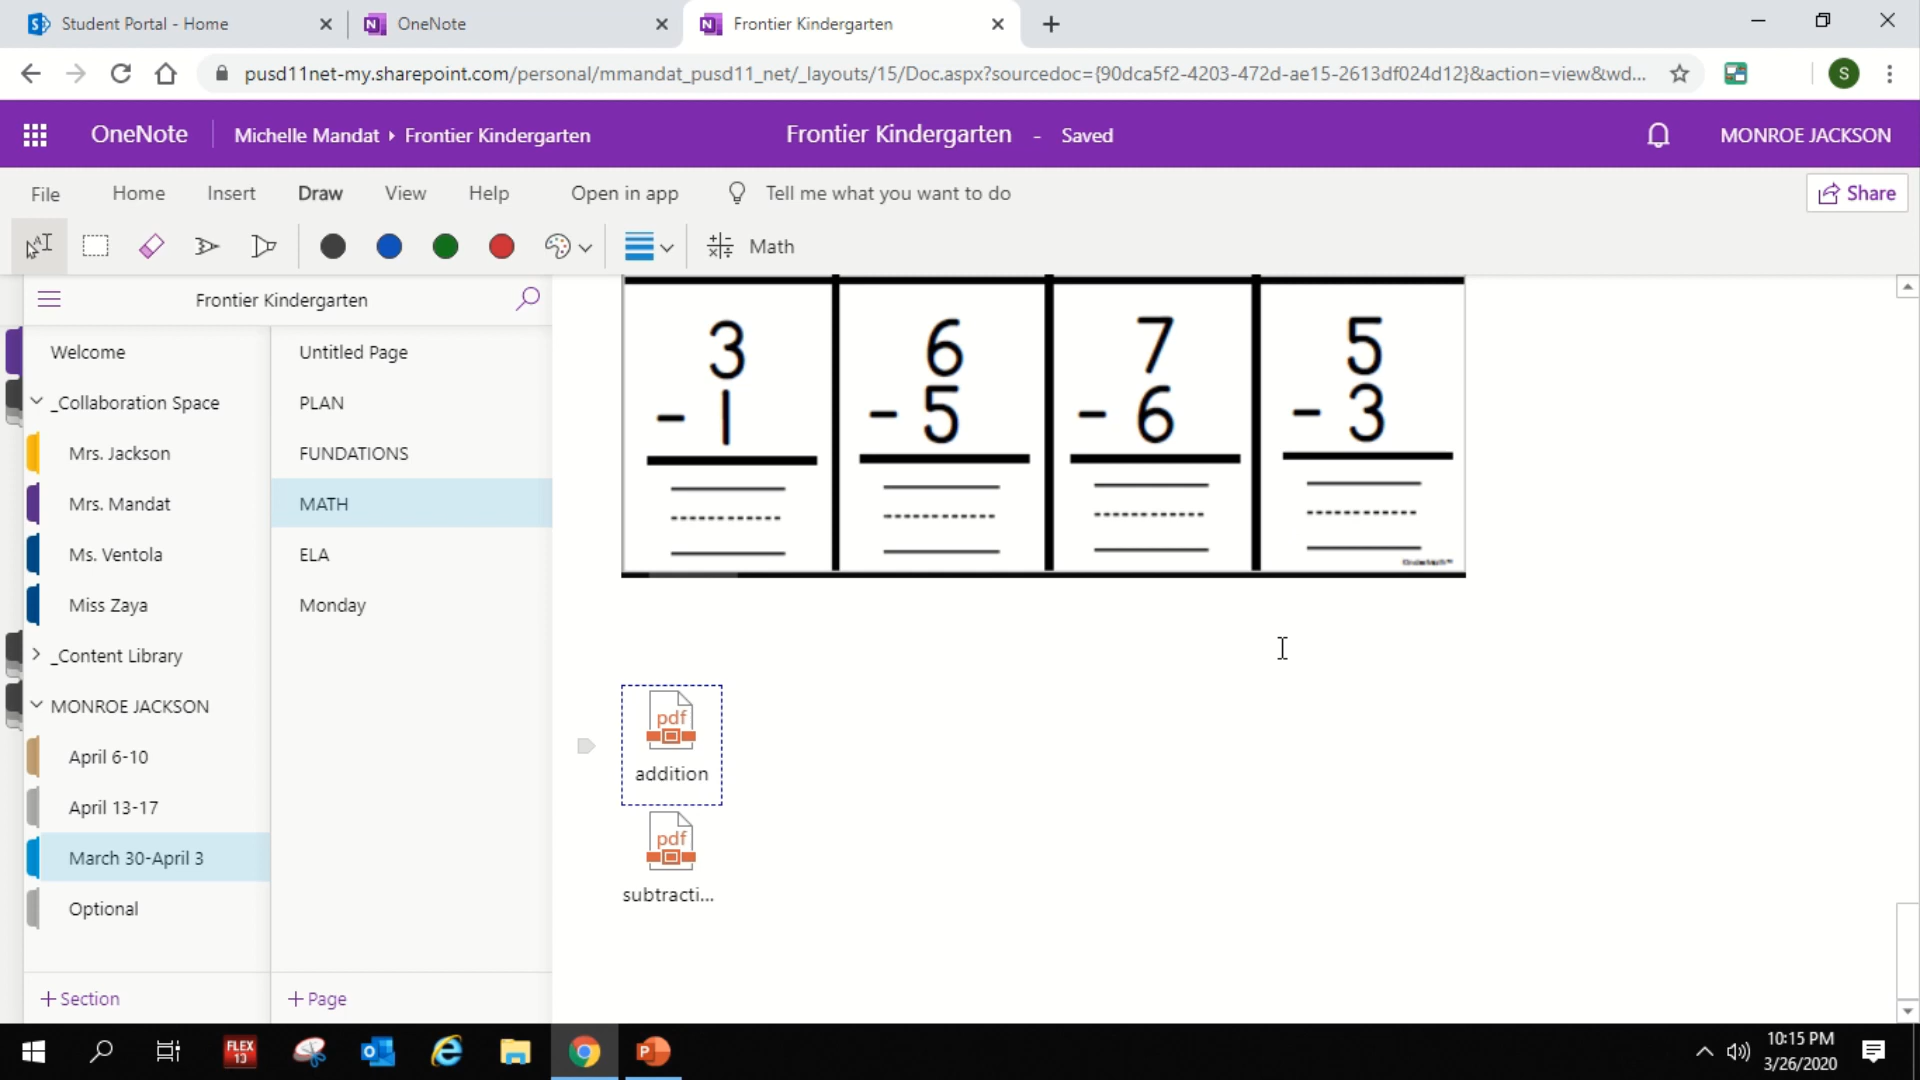 Student Portal - Home
OneNote
Frontier Kindergarten
pusd11net-my.sharepoint.com/personal/mmandat_pusd11_net/_layouts/15/Doc.aspx?sourcedoc={90dca5f2-4203-472d-ae15-2613df024d12}&action=view&wd...
S
OneNote
Michelle Mandat
Frontier Kindergarten
Frontier Kindergarten - Saved
MONROE JACKSON
File
Home
Insert
Draw
View
Help
Open in app
Tell me what you want to do
Share
Math
Frontier Kindergarten
Welcome
_Collaboration Space
Mrs. Jackson
Mrs. Mandat
Ms. Ventola
Miss Zaya
_Content Library
MONROE JACKSON
April 6-10
April 13-17
March 30-April 3
Optional
+ Section
Untitled Page
PLAN
FUNDATIONS
MATH
ELA
Monday
+ Page
3 6 7 5
- 1 - 5 - 6 - 3
pdf
addition
pdf
subtracti...
FLEX
13
10:15 PM
3/26/2020